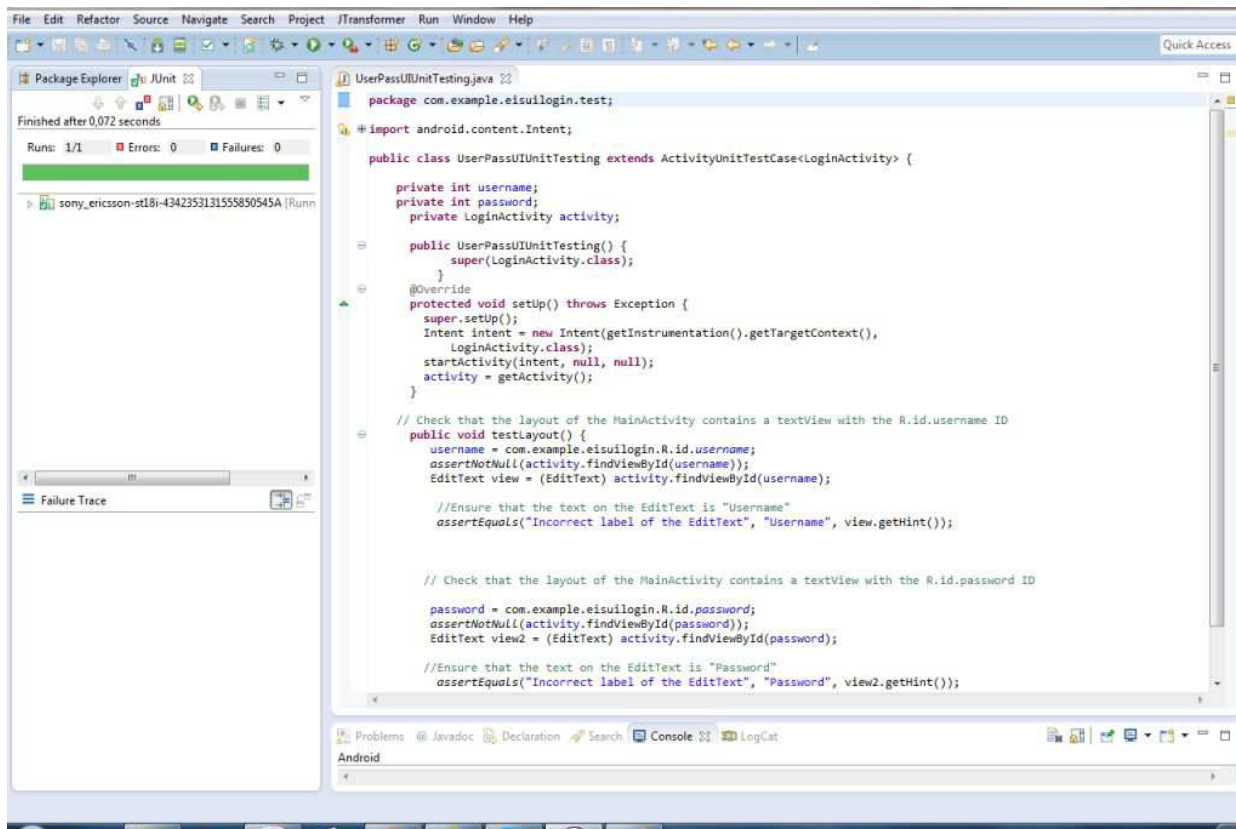 File Edit Refactor Source Navigate Search Project JTransformer Run Window Help
Quick Access
Package Explorer JUnit
Finished after 0,072 seconds
Runs: 1/1 Errors: 0 Failures: 0
sony_ericsson-st18i-4342353131555850545A [Runn
Failure Trace
UserPassUIUnitTesting.java
package com.example.eisuilogin.test;
import android.content.Intent;
public class UserPassUIUnitTesting extends ActivityUnitTestCase<LoginActivity> {
private int username;
private int password;
private LoginActivity activity;
public UserPassUIUnitTesting() {
super(LoginActivity.class);
}
@Override
protected void setUp() throws Exception {
super.setUp();
Intent intent = new Intent(getInstrumentation().getTargetContext(),
LoginActivity.class);
startActivity(intent, null, null);
activity = getActivity();
}
// Check that the layout of the MainActivity contains a textView with the R.id.username ID
public void testLayout() {
username = com.example.eisuilogin.R.id.username;
assertNotNull(activity.findViewById(username));
EditText view = (EditText) activity.findViewById(username);
//Ensure that the text on the EditText is "Username"
assertEquals("Incorrect label of the EditText", "Username", view.getHint());
// Check that the layout of the MainActivity contains a textView with the R.id.password ID
password = com.example.eisuilogin.R.id.password;
assertNotNull(activity.findViewById(password));
EditText view2 = (EditText) activity.findViewById(password);
//Ensure that the text on the EditText is "Password"
assertEquals("Incorrect label of the EditText", "Password", view2.getHint());
Problems @ Javadoc Declaration Search Console LogCat
Android